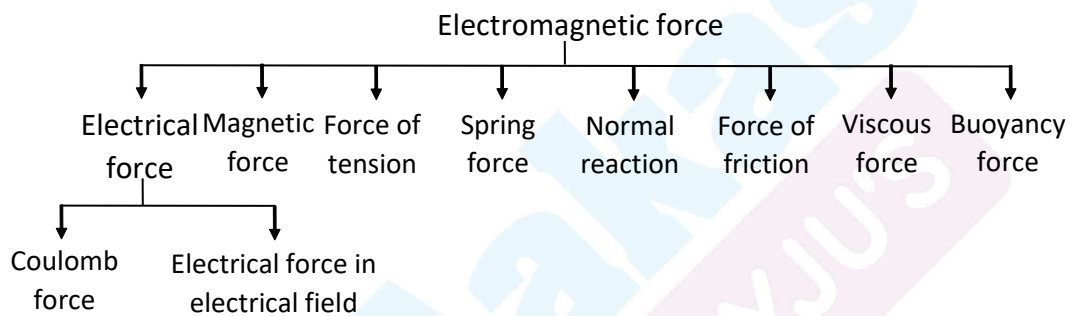 Electromagnetic force
Electrical Magnetic Force of Spring Normal Force of Viscous Buoyancy
force force tension force reaction friction force force
Coulomb Electrical force in
force electrical field
BYJU'S